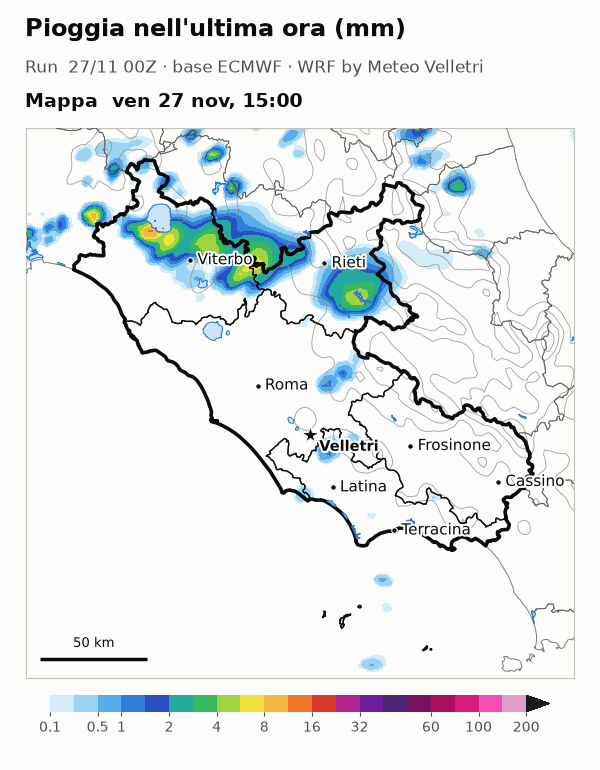 Pioggia nell'ultima ora (mm)
Run  27/11 00Z · base ECMWF · WRF by Meteo Velletri
Mappa  ven 27 nov, 15:00
Viterbo
Rieti
Roma
Velletri
Frosinone
Cassino
Latina
Terracina
50 km
0.1 0.5 1 2 4 8 16 32 60 100 200